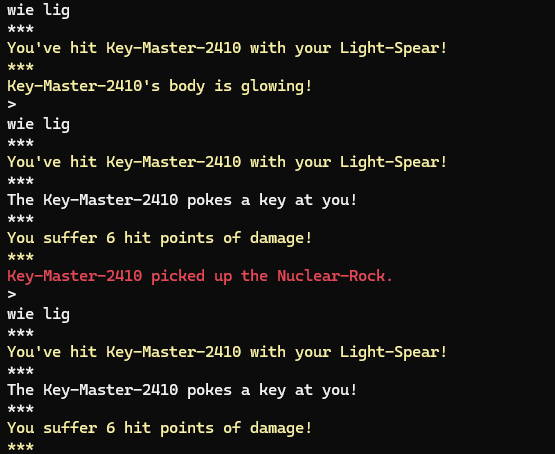 wie lig
***
You've hit Key-Master-2410 with your Light-Spear!
***
Key-Master-2410's body is glowing!
>
wie lig
***
You've hit Key-Master-2410 with your Light-Spear!
***
The Key-Master-2410 pokes a key at you!
***
You suffer 6 hit points of damage!
***
Key-Master-2410 picked up the Nuclear-Rock.
>
wie lig
***
You've hit Key-Master-2410 with your Light-Spear!
***
The Key-Master-2410 pokes a key at you!
***
You suffer 6 hit points of damage!
***